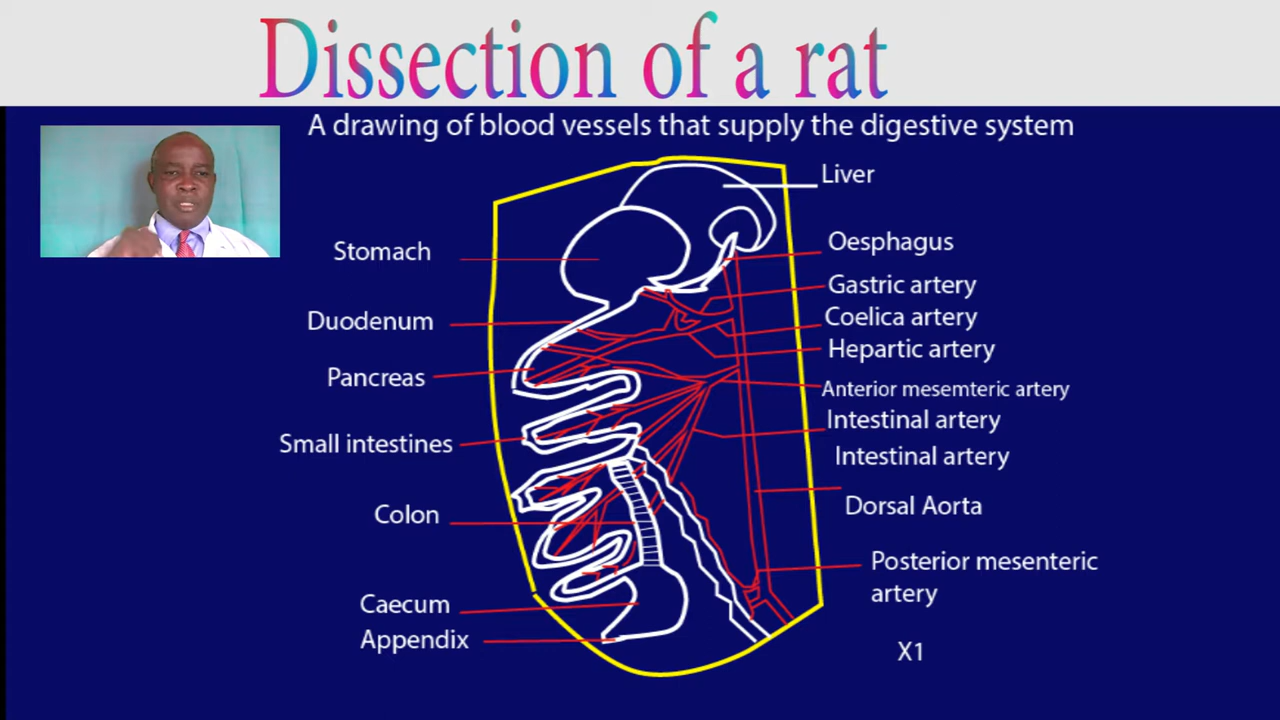 Dissection of a rat
A drawing of blood vessels that supply the digestive system
Liver
Stomach
Oesphagus
Gastric artery
Duodenum
Coelica artery
Hepartic artery
Pancreas
Anterior mesemteric artery
Intestinal artery
Small intestines
Intestinal artery
Colon
Dorsal Aorta
Posterior mesenteric
artery
Caecum
Appendix
X1